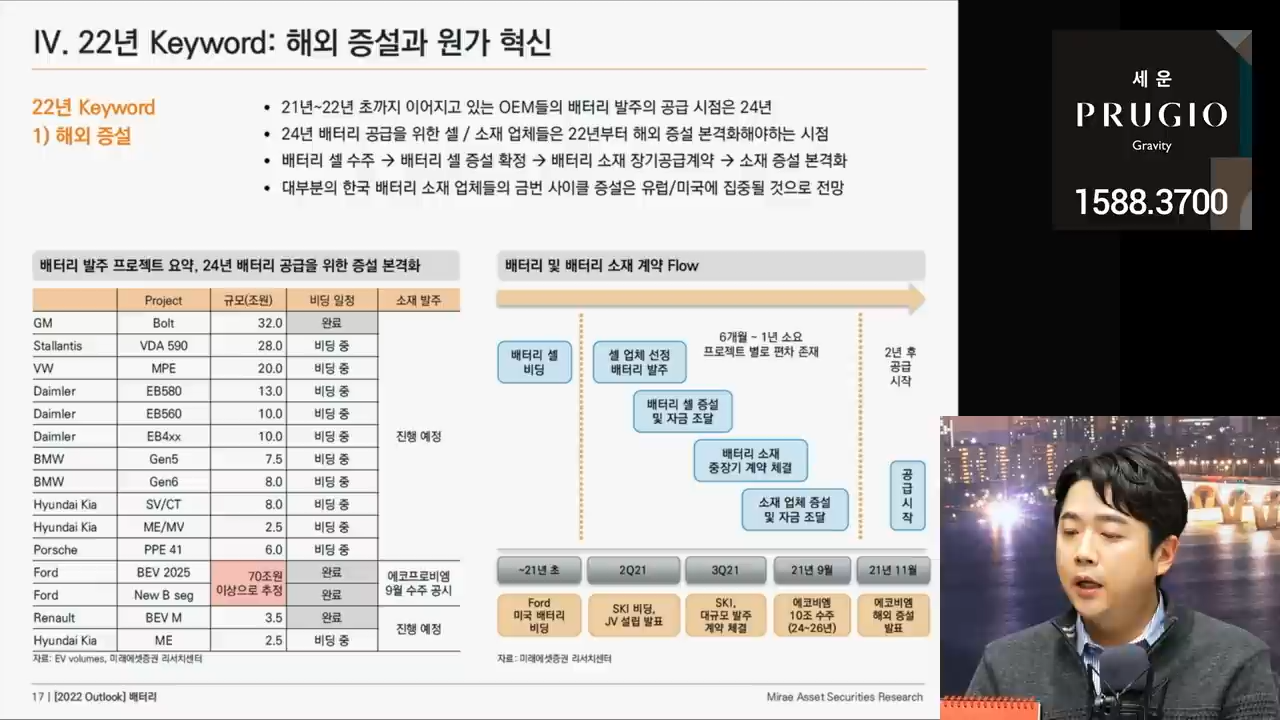 IV. 22년 Keyword: 해외 증설과 원가 혁신
22년 Keyword
1) 해외 증설
• 21년~22년 초까지 이어지고 있는 OEM들의 배터리 발주의 공급 시점은 24년
• 24년 배터리 공급을 위한 셀 / 소재 업체들은 22년부터 해외 증설 본격화해야하는 시점
• 배터리 셀 수주 → 배터리 셀 증설 확정 → 배터리 소재 장기공급계약 → 소재 증설 본격화
• 대부분의 한국 배터리 소재 업체들의 금번 사이클 증설은 유럽/미국에 집중될 것으로 전망
배터리 발주 프로젝트 요약, 24년 배터리 공급을 위한 증설 본격화
Project 규모(조원) 비딩 일정 소재 발주
GM Bolt 32.0 완료
Stallantis VDA 590 28.0 비딩 중
VW MPE 20.0 비딩 중
Daimler EB580 13.0 비딩 중
Daimler EB560 10.0 비딩 중
Daimler EB4xx 10.0 비딩 중 진행 예정
BMW Gen5 7.5 비딩 중
BMW Gen6 8.0 비딩 중
Hyundai Kia SV/CT 8.0 비딩 중
Hyundai Kia ME/MV 2.5 비딩 중
Porsche PPE 41 6.0 비딩 중
Ford BEV 2025 70조원 완료 에코프로비엠
Ford New B seg 이상으로 추정 완료 9월 수주 공시
Renault BEV M 3.5 완료
진행 예정
Hyundai Kia ME 2.5 비딩 중
자료: EV volumes, 미래에셋증권 리서치센터
배터리 및 배터리 소재 계약 Flow
배터리 셀
비딩
셀 업체 선정
배터리 발주
6개월 ~ 1년 소요
프로젝트 별로 편차 존재
2년 후
공급
시작
배터리 셀 증설
및 자금 조달
배터리 소재
중장기 계약 체결
소재 업체 증설
및 자금 조달
공
급
시
작
~21년 초 2Q21 3Q21 21년 9월 21년 11월
Ford
미국 배터리
비딩
SKI 비딩,
JV 설립 발표
SKI,
대규모 발주
계약 체결
에코비엠
10조 수주
(24~26년)
에코비엠
해외 증설
발표
자료: 미래에셋증권 리서치센터
17 | [2022 Outlook] 배터리
Mirae Asset Securities Research
세운
PRUGIO
Gravity
1588.3700